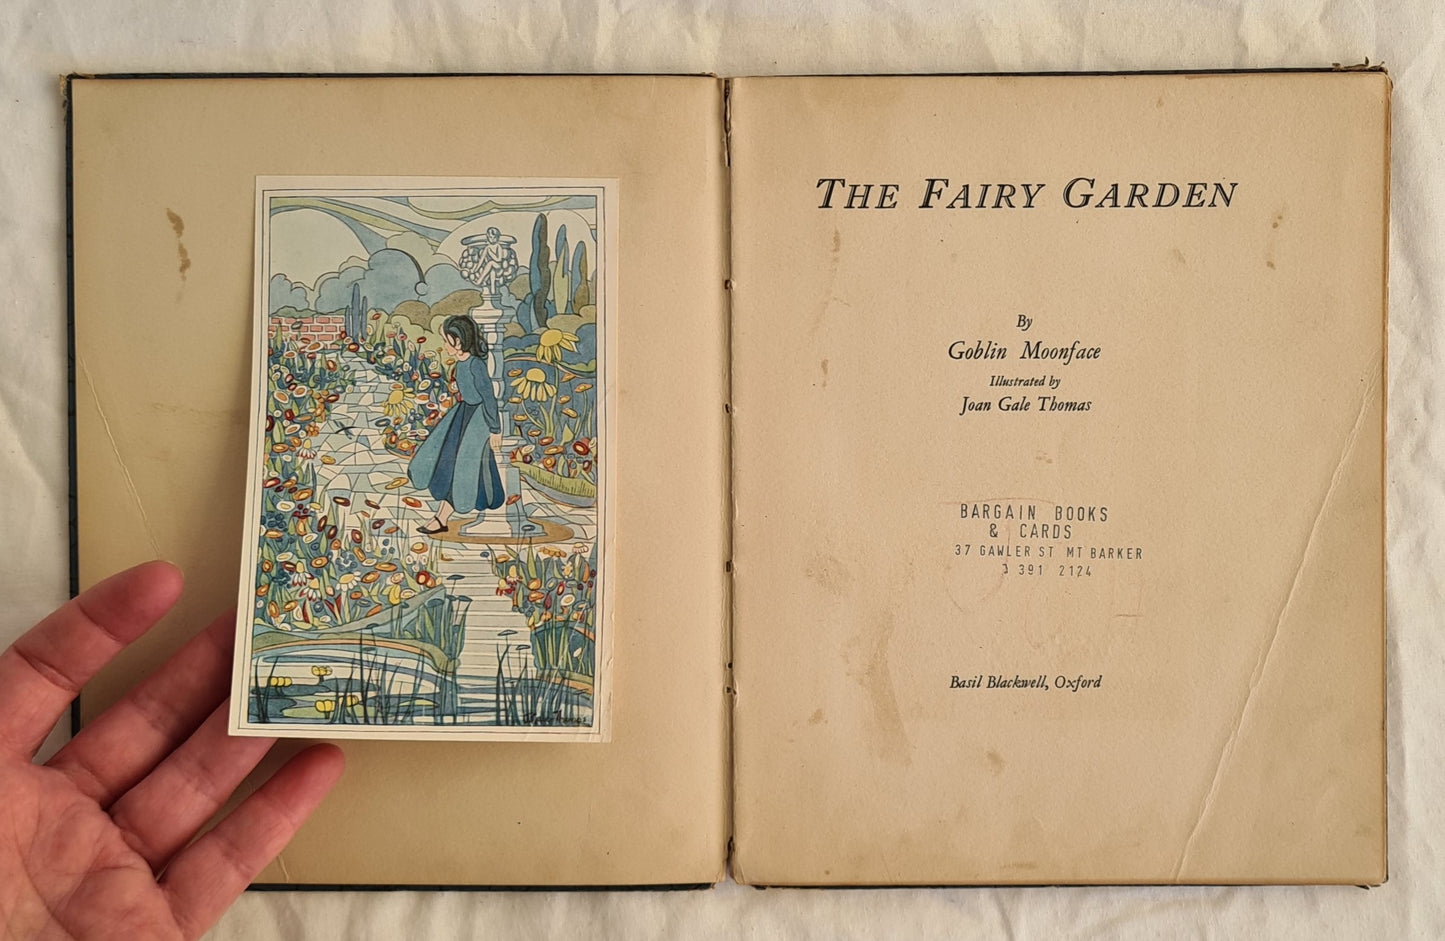 THE FAIRY GARDEN
By
Goblin Moonface
Illustrated by
Joan Gale Thomas
BARGAIN BOOKS
& CARDS
37 GAWLER ST MT BARKER
391 2124
Basil Blackwell, Oxford
Thomas